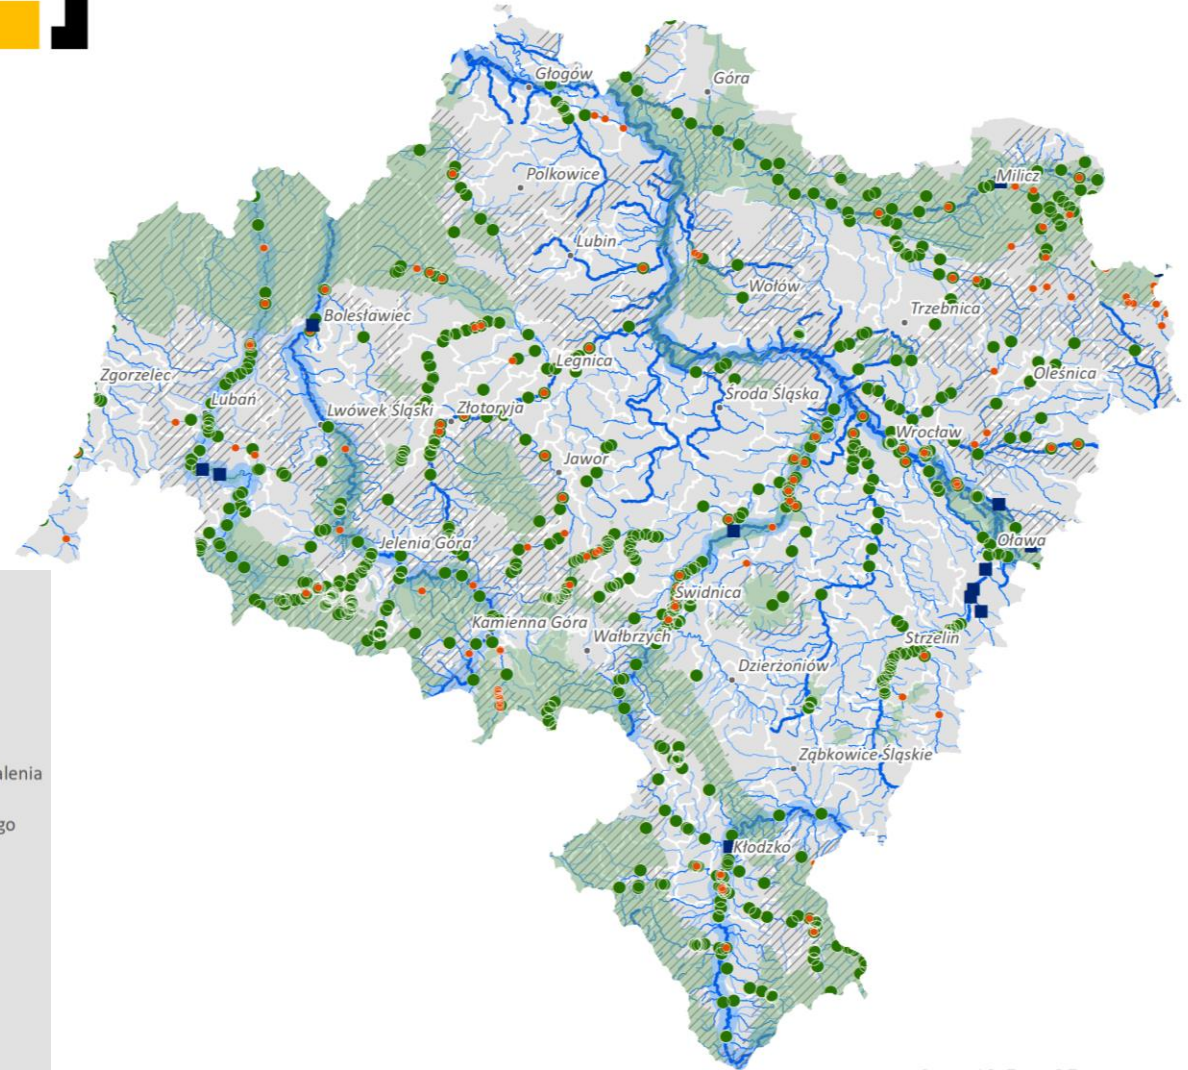 Głogów
Góra
Polkowice
Milicz
Lubin
Wołów
Bolesławiec
Trzebnica
Legnica
Zgorzelec
Oleśnica
Lubań
Środa Śląska
Lwówek Śląski
Złotoryja
Wrocław
Jawor
Jelenia Góra
Oława
Świdnica
Kamienna Góra
Wałbrzych
Strzelin
Dzierżoniów
Ząbkowice Śląskie
alenia
go
Kłodzko